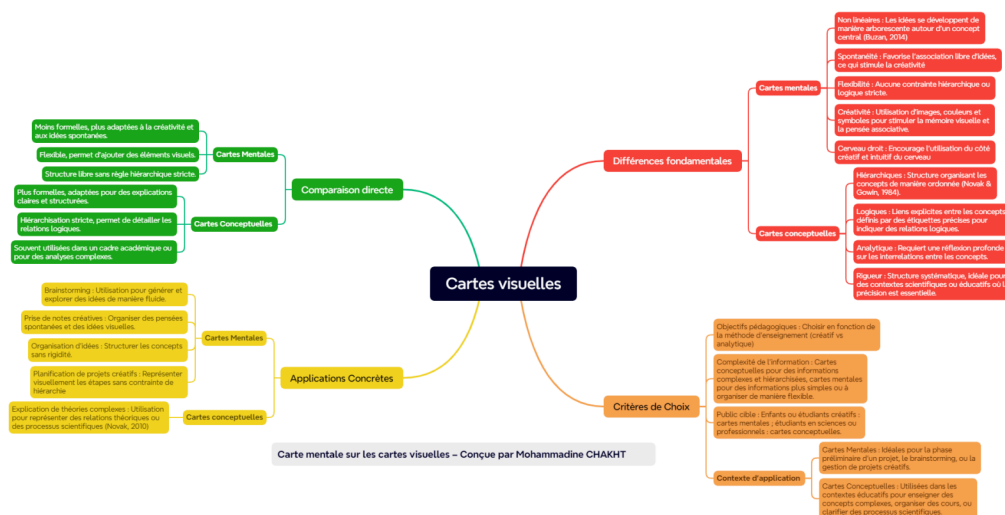 Cartes visuelles
Différences fondamentales
Cartes mentales
Non linéaires : Les idées se développent de
manière arborescente autour d'un concept
central (Buzan, 2014)
Spontanéité : Favorise l'association libre d'idées,
ce qui stimule la créativité
Flexibilité : Aucune contrainte hiérarchique ou
logique stricte.
Créativité : Utilisation d'images, couleurs et
symboles pour stimuler la mémoire visuelle et
la pensée associative.
Cerveau droit : Encourage l'utilisation du côté
créatif et intuitif du cerveau
Cartes conceptuelles
Hiérarchiques : Structure organisant les
concepts de manière ordonnée (Novak &
Gowin, 1984).
Logiques : Liens explicites entre les concepts
définis par des étiquettes précises pour
indiquer des relations logiques.
Analytique : Requiert une réflexion profonde
sur les interrelations entre les concepts.
Rigueur : Structure systématique, idéale pour
des contextes scientifiques ou éducatifs où l
précision est essentielle.
Critères de Choix
Objectifs pédagogiques : Choisir en fonction de
la méthode d'enseignement (créatif vs
analytique)
Complexité de l'information : Cartes
conceptuelles pour des informations
complexes et hiérarchisées, cartes mentales
pour des informations plus simples ou à
organiser de manière flexible.
Public cible : Enfants ou étudiants créatifs :
cartes mentales ; étudiants en sciences ou
professionnels : cartes conceptuelles.
Contexte d'application
Cartes Mentales : Idéales pour la phase
préliminaire d'un projet, le brainstorming, ou la
gestion de projets créatifs.
Cartes Conceptuelles : Utilisées dans les
contextes éducatifs pour enseigner des
concepts complexes, organiser des cours, ou
clarifier des processus scientifiques.
Comparaison directe
Cartes Mentales
Moins formelles, plus adaptées à la créativité et
aux idées spontanées.
Flexible, permet d'ajouter des éléments visuels.
Structure libre sans règle hiérarchique stricte.
Cartes Conceptuelles
Plus formelles, adaptées pour des explications
claires et structurées.
Hiérarchisation stricte, permet de détailler les
relations logiques.
Souvent utilisées dans un cadre académique ou
pour des analyses complexes.
Applications Concrètes
Cartes Mentales
Brainstorming : Utilisation pour générer et
explorer des idées de manière fluide.
Prise de notes créatives : Organiser des pensées
spontanées et des idées visuelles.
Organisation d'idées : Structurer les concepts
sans rigidité.
Planification de projets créatifs : Représenter
visuellement les étapes sans contrainte de
hiérarchie
Cartes conceptuelles
Explication de théories complexes : Utilisation
pour représenter des relations théoriques ou
des processus scientifiques (Novak, 2010)
Carte mentale sur les cartes visuelles – Conçue par Mohammadine CHAKHT